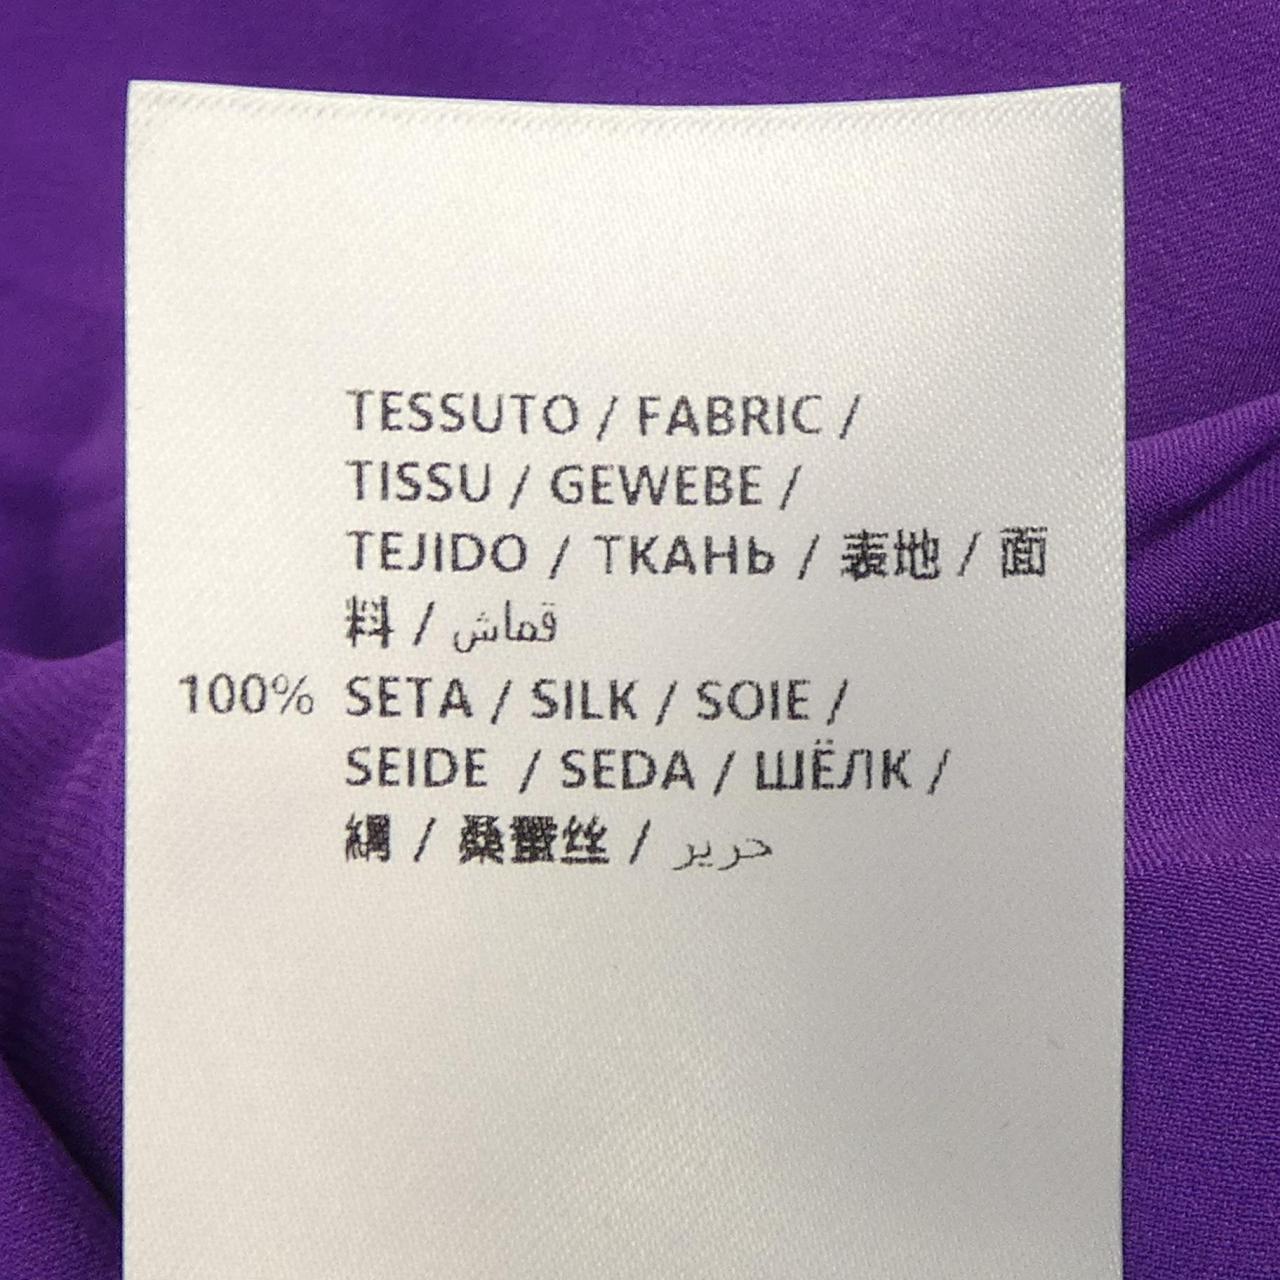 TESSUTO / FABRIC /
TISSU / GEWEBE /
TEJIDO / ТКАНЬ / 表地 / 面
料 / قماش
100% SETA / SILK / SOIE /
SEIDE / SEDA / ШЁЛК /
絹 / 桑蚕丝 / حرير